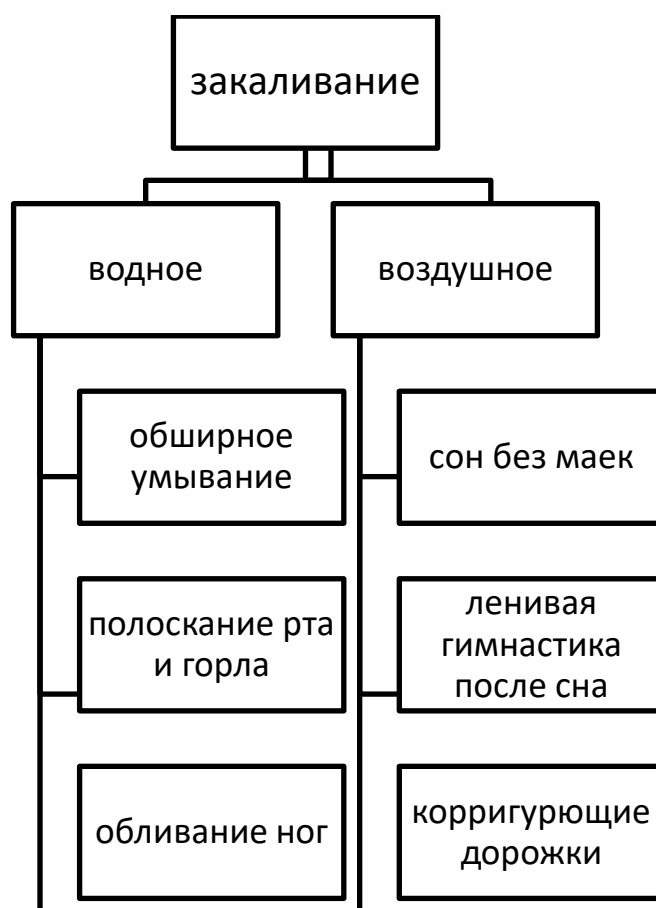 закаливание
водное
воздушное
обширное
умывание
сон без маек
полоскание рта
и горла
ленивая
гимнастика
после сна
обливание ног
корригурющие
дорожки